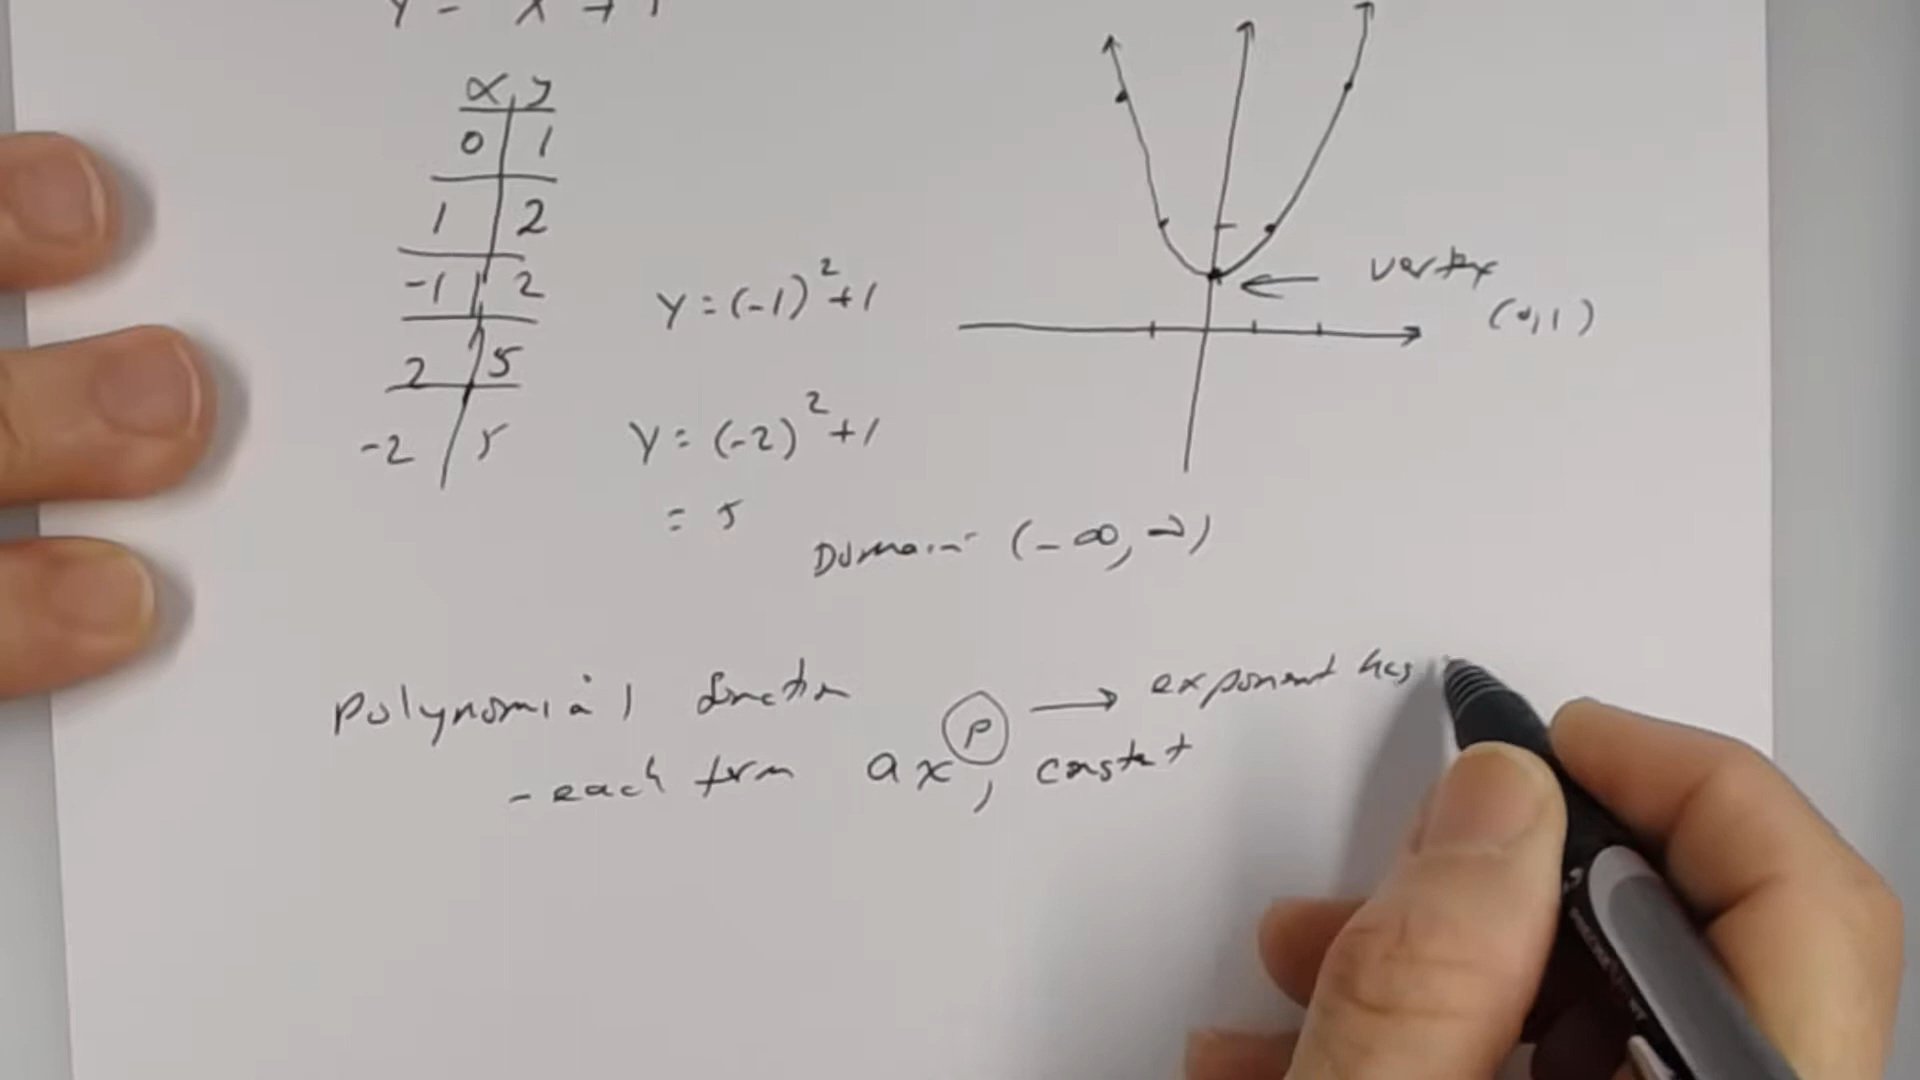 y = x + 1
x y
0 1
1 2
-1 2
2 5
-2 5
y = (-1)² + 1
y = (-2)² + 1
= 5
vertex
(0,1)
Domain: (-∞, ∞)
polynomial function
- each term ax^p, constant
→ exponent has